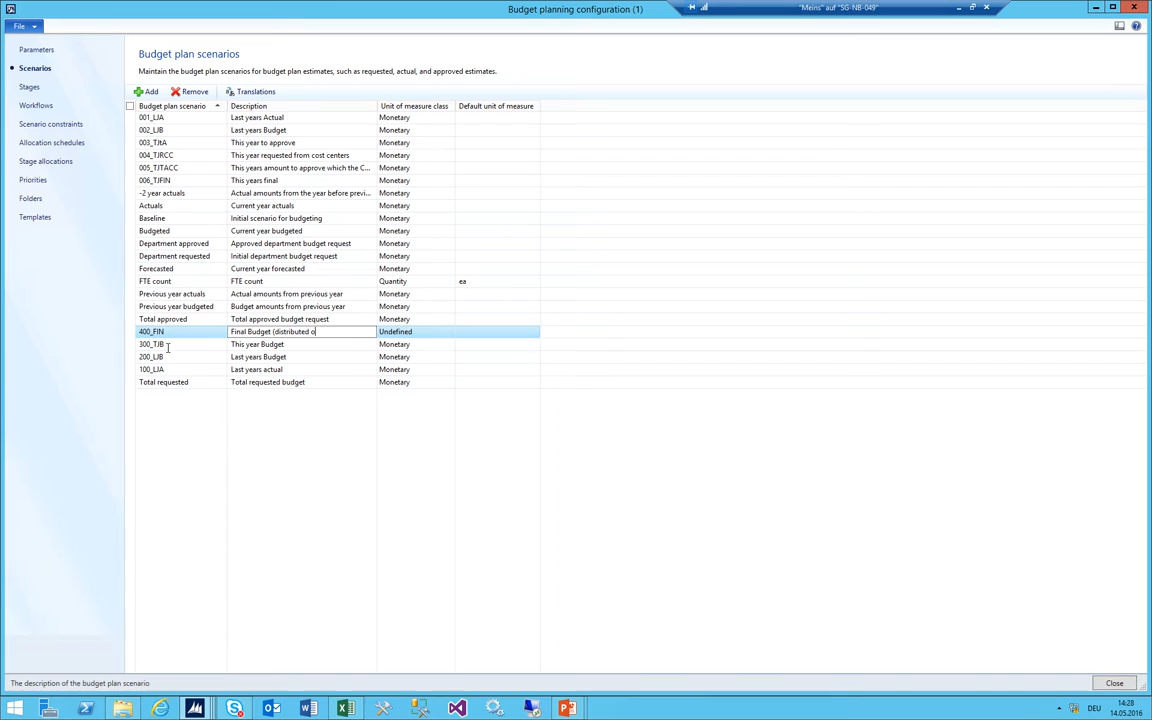 Budget planning configuration (1)
"Meins" auf "SG-NB-049"
File
Parameters
Scenarios
Stages
Workflows
Scenario constraints
Allocation schedules
Stage allocations
Priorities
Folders
Templates
Budget plan scenarios
Maintain the budget plan scenarios for budget plan estimates, such as requested, actual, and approved estimates.
Add Remove Translations
Budget plan scenario Description Unit of measure class Default unit of measure
001_LJA Last years Actual Monetary
002_LJB Last years Budget Monetary
003_TJtA This year to approve Monetary
004_TJRCC This year requested from cost centers Monetary
005_TJTACC This years amount to approve which the C... Monetary
006_TJFIN This years final Monetary
-2 year actuals Actual amounts from the year before previ... Monetary
Actuals Current year actuals Monetary
Baseline Initial scenario for budgeting Monetary
Budgeted Current year budgeted Monetary
Department approved Approved department budget request Monetary
Department requested Initial department budget request Monetary
Forecasted Current year forecasted Monetary
FTE count FTE count Quantity ea
Previous year actuals Actual amounts from previous year Monetary
Previous year budgeted Budget amounts from previous year Monetary
Total approved Total approved budget request Monetary
400_FIN Final Budget (distributed o Undefined
300_TJB This year Budget Monetary
200_LJB Last years Budget Monetary
100_LJA Last years actual Monetary
Total requested Total requested budget Monetary
The description of the budget plan scenario
Close
DEU
14:28
14.05.2016